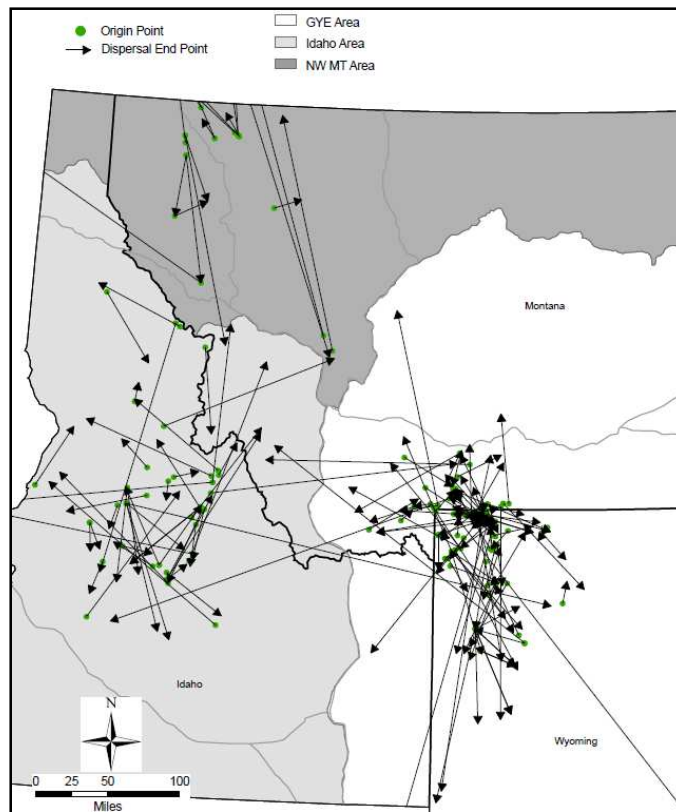 Origin Point
Dispersal End Point
GYE Area
Idaho Area
NW MT Area
Montana
Idaho
Wyoming
N
0 25 50 100
Miles